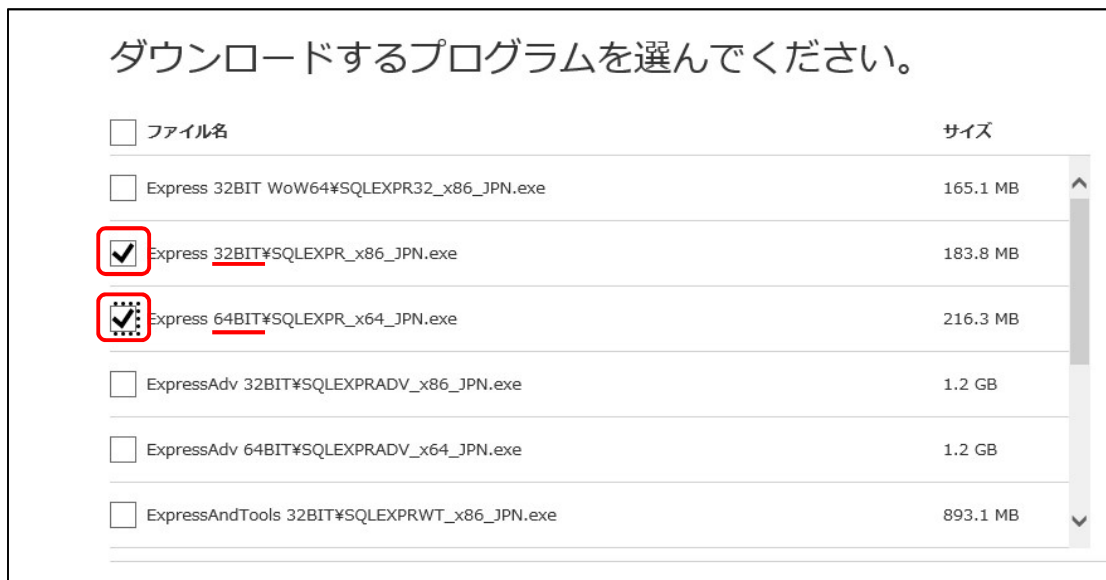 ダウンロードするプログラムを選んでください。
ファイル名 サイズ
Express 32BIT WoW64¥SQLEXPR32_x86_JPN.exe 165.1 MB
Express 32BIT¥SQLEXPR_x86_JPN.exe 183.8 MB
Express 64BIT¥SQLEXPR_x64_JPN.exe 216.3 MB
ExpressAdv 32BIT¥SQLEXPRADV_x86_JPN.exe 1.2 GB
ExpressAdv 64BIT¥SQLEXPRADV_x64_JPN.exe 1.2 GB
ExpressAndTools 32BIT¥SQLEXPRWT_x86_JPN.exe 893.1 MB